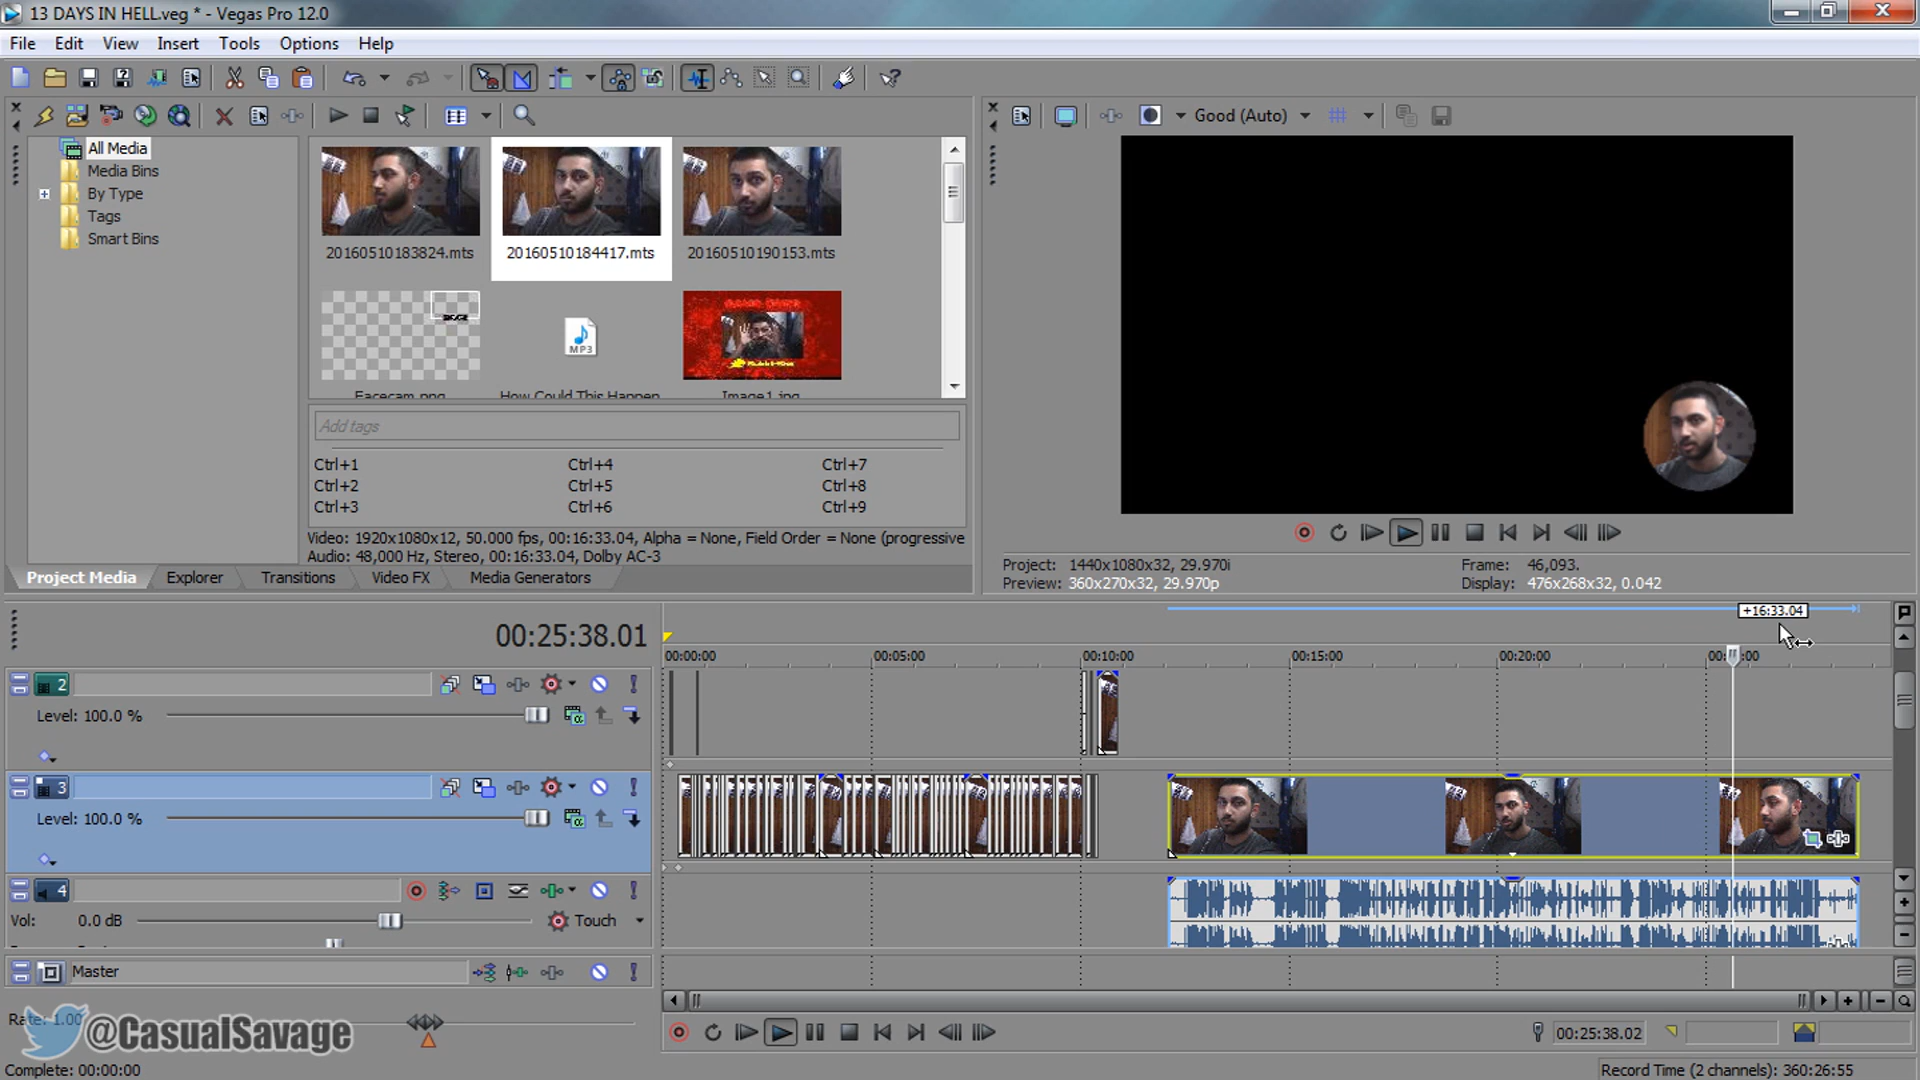 13 DAYS IN HELL.veg * - Vegas Pro 12.0
File Edit View Insert Tools Options Help
Good (Auto)
All Media
Media Bins
By Type
Tags
Smart Bins
20160510183824.mts
20160510184417.mts
20160510190153.mts
MP3
Facecam.png
How Could This Happen
Image1.jpg
Add tags
Ctrl+1 Ctrl+4 Ctrl+7
Ctrl+2 Ctrl+5 Ctrl+8
Ctrl+3 Ctrl+6 Ctrl+9
Video: 1920x1080x12, 50.000 fps, 00:16:33.04, Alpha = None, Field Order = None (progressive
Audio: 48,000 Hz, Stereo, 00:16:33.04, Dolby AC-3
Project Media Explorer Transitions Video FX Media Generators
Project: 1440x1080x32, 29.970i
Preview: 360x270x32, 29.970p
Frame: 46,093.
Display: 476x268x32, 0.042
00:25:38.01
+16:33.04
00:00:00 00:05:00 00:10:00 00:15:00 00:20:00
2
Level: 100.0 %
3
Level: 100.0 %
4
Vol: 0.0 dB Touch
Master
Rate: 1.00
@CasualSavage
00:25:38.02
Complete: 00:00:00
Record Time (2 channels): 360:26:55